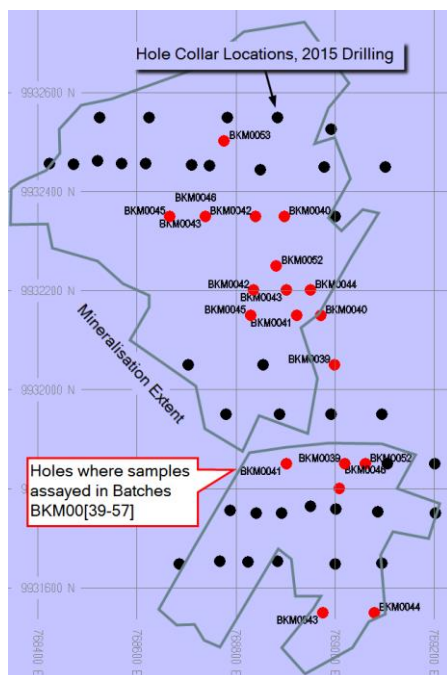 Hole Collar Locations, 2015 Drilling
9932600 N
BKM0053
9932400 N
BKM0046
BKM0045
BKM0042
BKM0040
BKM0043
BKM0052
9932200 N
BKM0042
BKM0044
BKM0043
BKM0045
BKM0041
BKM0040
Mineralisation Extent
BKM0039
9932000 N
Holes where samples
assayed in Batches
BKM00[39-57]
BKM0041
BKM0039
BKM0052
BKM0046
9931600 N
BKM0043
BKM0044
768400 E
768600 E
768800 E
769000 E
769200 E